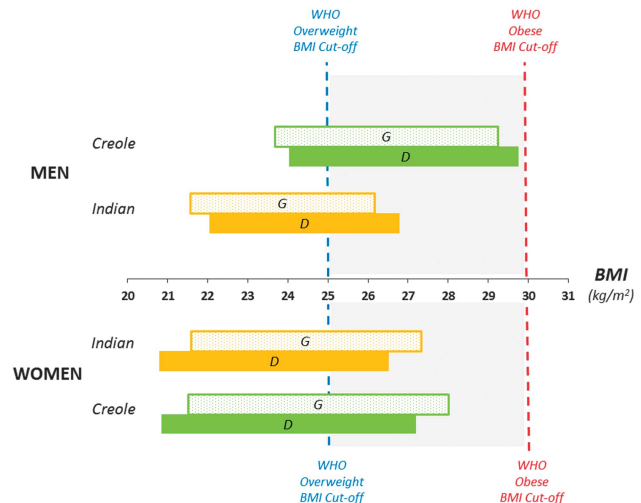 WHO
Overweight
BMI Cut-off
WHO
Obese
BMI Cut-off
MEN
Creole
G
D
Indian
G
D
BMI
(kg/m²)
20 21 22 23 24 25 26 27 28 29 30 31
WOMEN
Indian
G
D
Creole
G
D
WHO
Overweight
BMI Cut-off
WHO
Obese
BMI Cut-off